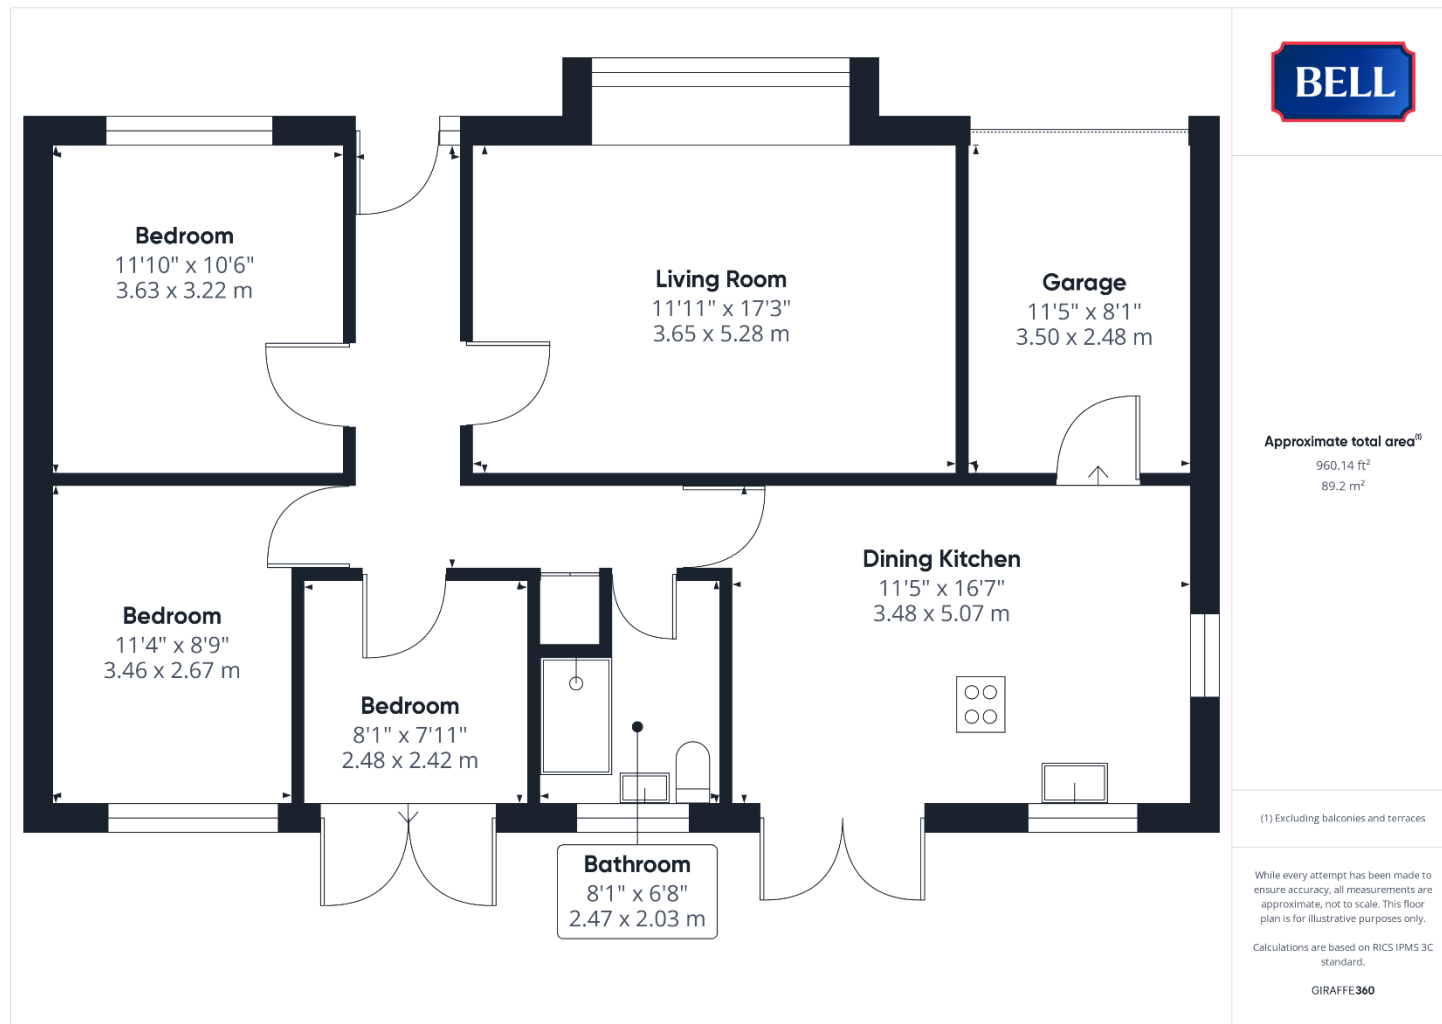 BELL
Bedroom
11'10" x 10'6"
3.63 x 3.22 m
Living Room
11'11" x 17'3"
3.65 x 5.28 m
Garage
11'5" x 8'1"
3.50 x 2.48 m
Bedroom
11'4" x 8'9"
3.46 x 2.67 m
Bedroom
8'1" x 7'11"
2.48 x 2.42 m
Dining Kitchen
11'5" x 16'7"
3.48 x 5.07 m
Bathroom
8'1" x 6'8"
2.47 x 2.03 m
Approximate total area⁽¹⁾
960.14 ft²
89.2 m²
(1) Excluding balconies and terraces
While every attempt has been made to
ensure accuracy, all measurements are
approximate, not to scale. This floor
plan is for illustrative purposes only.
Calculations are based on RICS IPMS 3C
standard.
GIRAFFE360